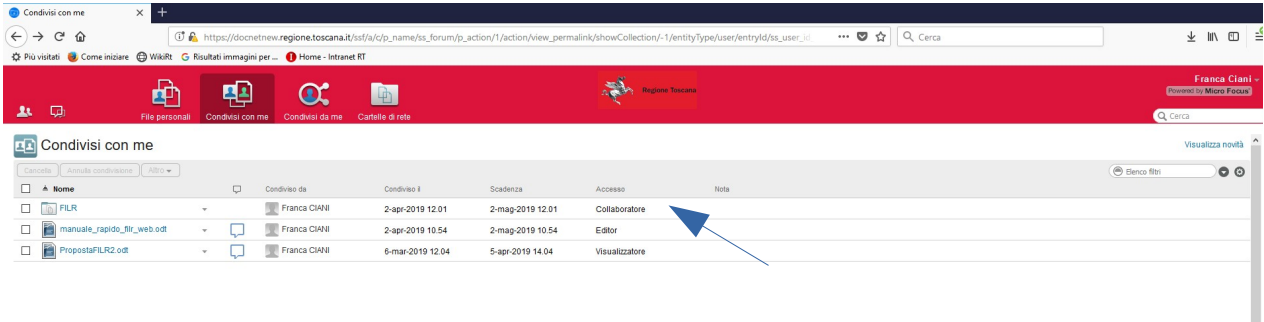 Condivisi con me
https://docnetnew.regione.toscana.it/ssf/a/c/p_name/ss_forum/p_action/1/action/view_permalink/showCollection/-1/entityType/user/entryId/ss_user_id
Cerca
Più visitati Come iniziare WikiRt Risultati immagini per ... Home - Intranet RT
Franca Ciani
Powered by Micro Focus
Regione Toscana
File personali Condivisi con me Condivisi da me Cartelle di rete
Cerca
Condivisi con me Visualizza novità
Cancella Annulla condivisione Altro Elenco filtri
Nome Condiviso da Condiviso il Scadenza Accesso Nota
FILR Franca CIANI 2-apr-2019 12.01 2-mag-2019 12.01 Collaboratore
manuale_rapido_filr_web.odt Franca CIANI 2-apr-2019 10.54 2-mag-2019 10.54 Editor
PropostaFILR2.odt Franca CIANI 6-mar-2019 12.04 5-apr-2019 14.04 Visualizzatore